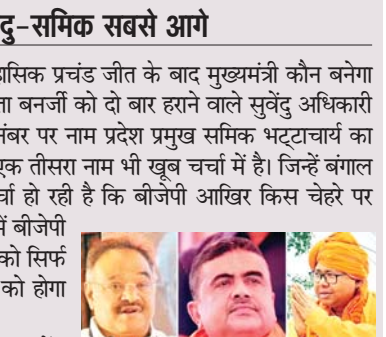 दु-समिक सबसे आगे
सिक प्रचंड जीत के बाद मुख्यमंत्री कौन बनेगा
ता बनर्जी को दो बार हराने वाले सुवेंदु अधिकारी
नंबर पर नाम प्रदेश प्रमुख समिक भट्टाचार्य का
एक तीसरा नाम भी खूब चर्चा में है। जिन्हें बंगाल
र्चा हो रही है कि बीजेपी आखिर किस चेहरे पर
में बीजेपी
को सिर्फ
को होगा